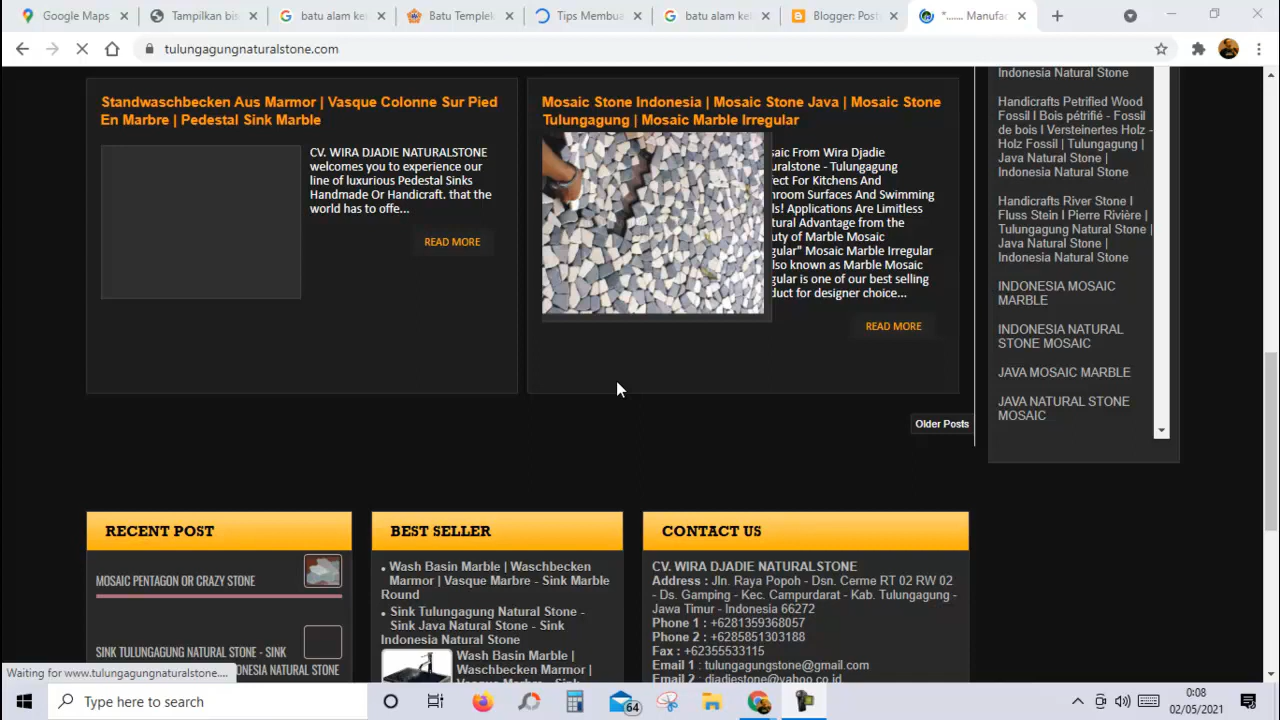 Google Maps
Tampilkan bis
batu alam kel
Batu Templek
Tips Membua
batu alam kel
Blogger: Post
"....... Manufac
tulungagungnaturalstone.com
Standwaschbecken Aus Marmor | Vasque Colonne Sur Pied
En Marbre | Pedestal Sink Marble
CV. WIRA DJADIE NATURALSTONE
welcomes you to experience our
line of luxurious Pedestal Sinks
Handmade Or Handicraft. that the
world has to offe...
READ MORE
Mosaic Stone Indonesia | Mosaic Stone Java | Mosaic Stone
Tulungagung | Mosaic Marble Irregular
saic From Wira Djadie
uralstone - Tulungagung
fect For Kitchens And
hroom Surfaces And Swimming
ls! Applications Are Limitless
tural Advantage from the
uty of Marble Mosaic
gular" Mosaic Marble Irregular
lso known as Marble Mosaic
gular is one of our best selling
duct for designer choice...
READ MORE
Older Posts
Indonesia Natural Stone
Handicrafts Petrified Wood
Fossil I Bois pétrifié - Fossil
de bois I Versteinertes Holz -
Holz Fossil | Tulungagung |
Java Natural Stone |
Indonesia Natural Stone
Handicrafts River Stone I
Fluss Stein I Pierre Rivière |
Tulungagung Natural Stone |
Java Natural Stone |
Indonesia Natural Stone
INDONESIA MOSAIC
MARBLE
INDONESIA NATURAL
STONE MOSAIC
JAVA MOSAIC MARBLE
JAVA NATURAL STONE
MOSAIC
RECENT POST
MOSAIC PENTAGON OR CRAZY STONE
SINK TULUNGAGUNG NATURAL STONE - SINK
ONESIA NATURAL STONE
BEST SELLER
• Wash Basin Marble | Waschbecken
Marmor | Vasque Marbre - Sink Marble
Round
• Sink Tulungagung Natural Stone -
Sink Java Natural Stone - Sink
Indonesia Natural Stone
Wash Basin Marble |
Waschbecken Marmor |
Vasque Marbre - Sink
CONTACT US
CV. WIRA DJADIE NATURALSTONE
Address : Jln. Raya Popoh - Dsn. Cerme RT 02 RW 02
- Ds. Gamping - Kec. Campurdarat - Kab. Tulungagung -
Jawa Timur - Indonesia 66272
Phone 1 : +6281359368057
Phone 2 : +6285851303188
Fax : +62355533115
Email 1 : tulungagungstone@gmail.com
Email 2 : djadiestone@yahoo.co.id
Waiting for www.tulungagungnaturalstone....
Type here to search
64
0:08
02/05/2021